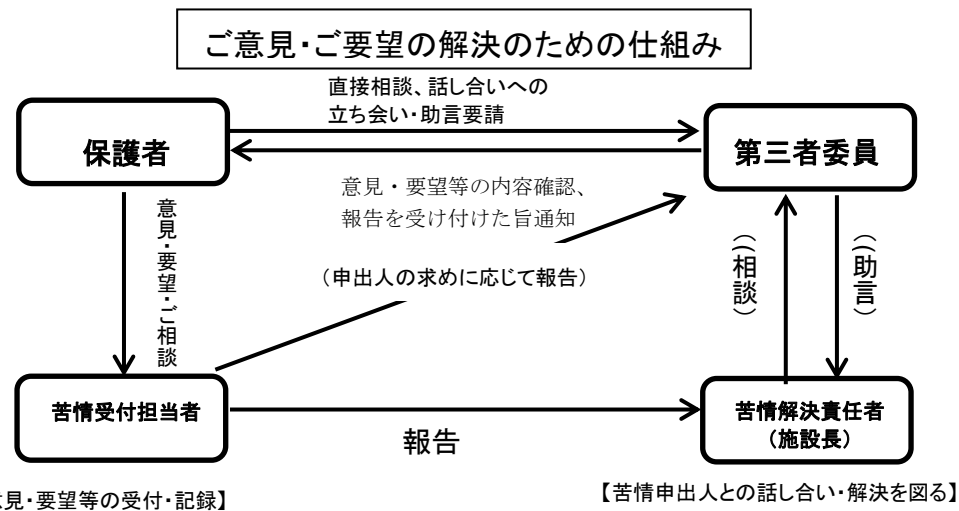 ご意見・ご要望の解決のための仕組み
直接相談、話し合いへの
立ち会い・助言要請
保護者
第三者委員
意見・要望等の内容確認、
報告を受け付けた旨通知
意見・要望・ご相談
(申出人の求めに応じて報告)
((相談)
((助言)
苦情受付担当者
苦情解決責任者
(施設長)
報告
見・要望等の受付・記録】
【苦情申出人との話し合い・解決を図る】